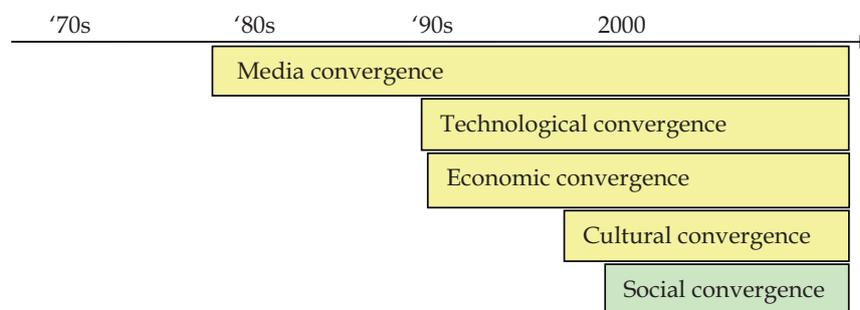 ‘70s ‘80s ‘90s 2000
Media convergence
Technological convergence
Economic convergence
Cultural convergence
Social convergence